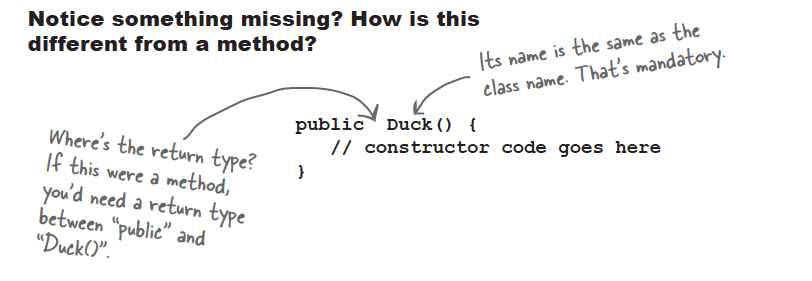 Notice something missing? How is this
different from a method?
Its name is the same as the
class name. That's mandatory.
public Duck() {
// constructor code goes here
}
Where's the return type?
If this were a method,
you'd need a return type
between "public" and
"Duck()".